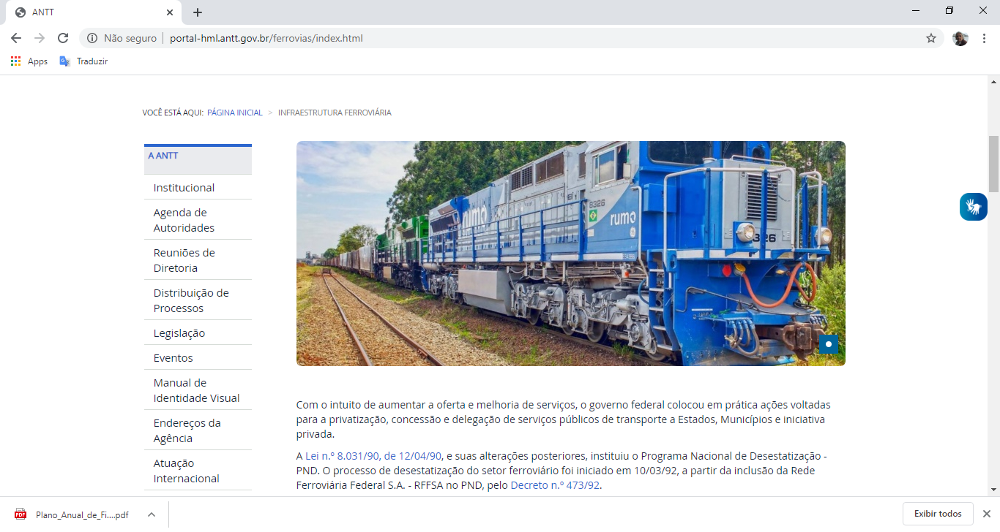 ANTT
Não seguro
portal-hml.antt.gov.br/ferrovias/index.html
Apps
Traduzir
VOCÊ ESTÁ AQUI: PÁGINA INICIAL > INFRAESTRUTURA FERROVIÁRIA
A ANTT
Institucional
Agenda de
Autoridades
Reuniões de
Diretoria
Distribuição de
Processos
Legislação
Eventos
Manual de
Identidade Visual
Endereços da
Agência
Atuação
Internacional
rumo
8326
rumo
326
Com o intuito de aumentar a oferta e melhoria de serviços, o governo federal colocou em prática ações voltadas
para a privatização, concessão e delegação de serviços públicos de transporte a Estados, Municípios e iniciativa
privada.
A Lei n.º 8.031/90, de 12/04/90, e suas alterações posteriores, instituiu o Programa Nacional de Desestatização -
PND. O processo de desestatização do setor ferroviário foi iniciado em 10/03/92, a partir da inclusão da Rede
Ferroviária Federal S.A. - RFFSA no PND, pelo Decreto n.º 473/92.
Plano_Anual_de_Fi....pdf
Exibir todos